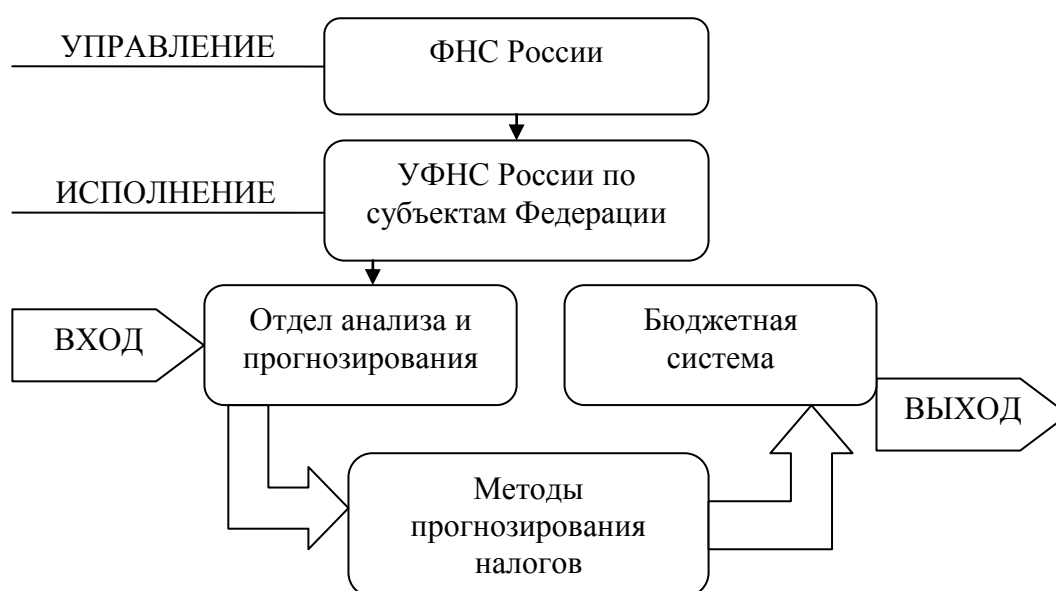 УПРАВЛЕНИЕ
ФНС России
ИСПОЛНЕНИЕ
УФНС России по
субъектам Федерации
ВХОД
Отдел анализа и
прогнозирования
Бюджетная
система
ВЫХОД
Методы
прогнозирования
налогов